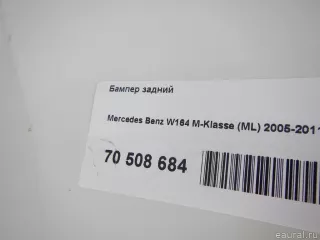 Бампер задний
Mercedes Benz W164 M-Klasse (ML) 2005-2011
70 508 684
eaural.ru